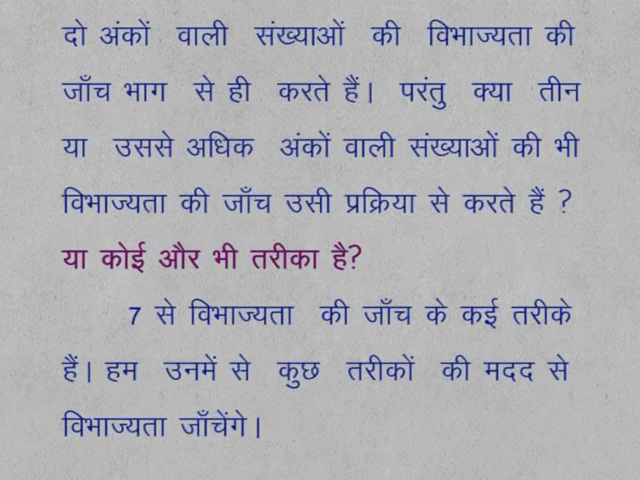 दो अंकों वाली संख्याओं की विभाज्यता की
जाँच भाग से ही करते हैं। परंतु क्या तीन
या उससे अधिक अंकों वाली संख्याओं की भी
विभाज्यता की जाँच उसी प्रक्रिया से करते हैं ?
या कोई और भी तरीका है?
7 से विभाज्यता की जाँच के कई तरीके
हैं। हम उनमें से कुछ तरीकों की मदद से
विभाज्यता जाँचेंगे।